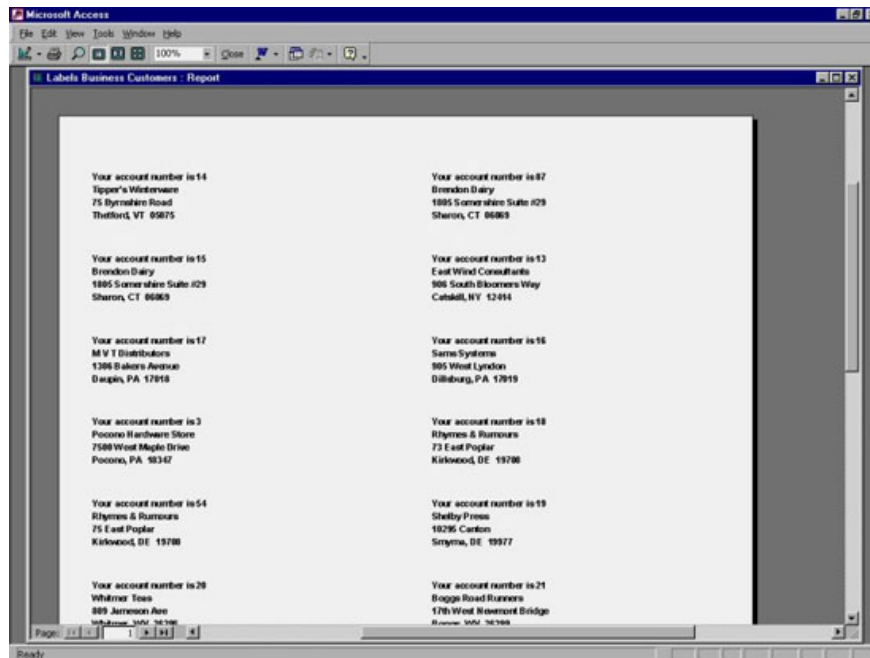 Microsoft Access
File Edit View Tools Window Help
100% Close
Labels Business Customers : Report
Your account number is 14
Tipper's Winterware
75 Byrnshire Road
Thetford, VT 05075
Your account number is 87
Brendon Dairy
1805 Somershire Suite #29
Sharon, CT 06069
Your account number is 15
Brendon Dairy
1805 Somershire Suite #29
Sharon, CT 06069
Your account number is 13
East Wind Consultants
906 South Bloomers Way
Catskill, NY 12414
Your account number is 17
M V T Distributors
1306 Bakers Avenue
Daupin, PA 17018
Your account number is 16
Sams Systems
905 West Lyndon
Dillsburg, PA 17019
Your account number is 3
Pocono Hardware Store
7500 West Maple Drive
Pocono, PA 18347
Your account number is 18
Rhymes & Rumours
73 East Poplar
Kirkwood, DE 19708
Your account number is 54
Rhymes & Rumours
75 East Poplar
Kirkwood, DE 19708
Your account number is 19
Shelby Press
10295 Canton
Smyrna, DE 19977
Your account number is 20
Whitmer Teas
809 Jameson Ave
Whitmer, WV 26296
Your account number is 21
Boggs Road Runners
17th West Newmont Bridge
Boggs, WV 26299
Page: 1
Ready